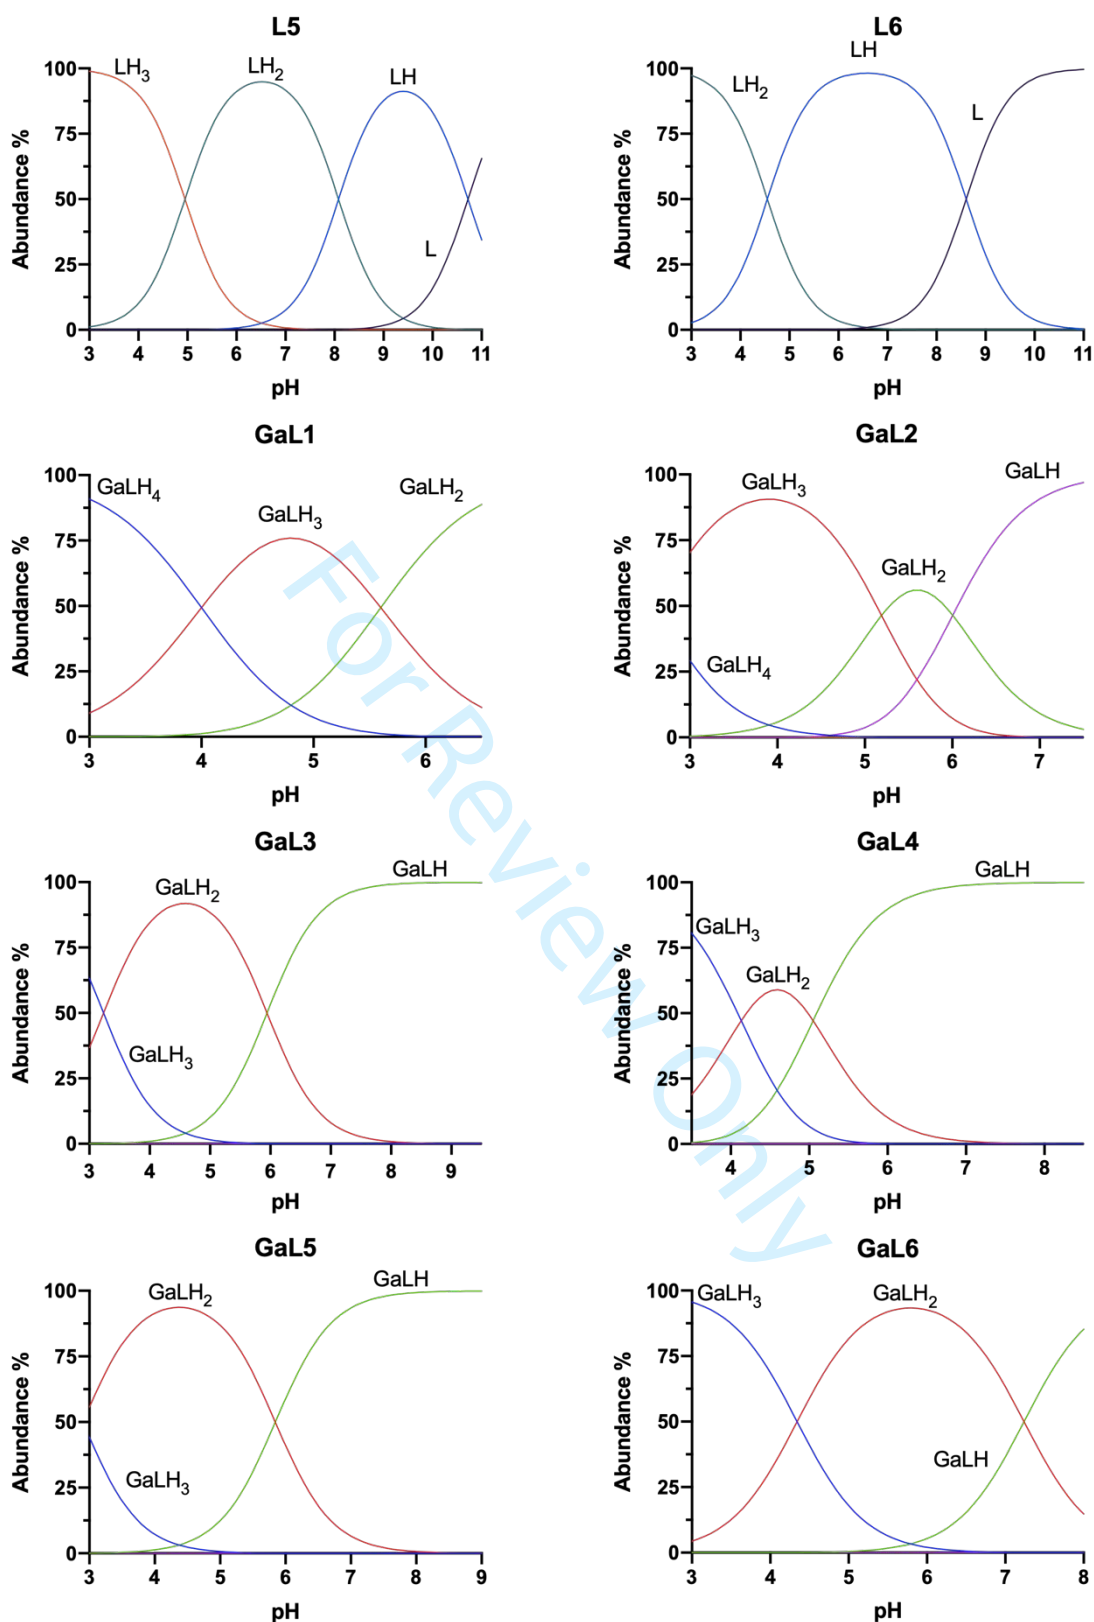 L5
LH3
LH2
LH
L
100
75
50
25
0
Abundance %
3 4 5 6 7 8 9 10 11
pH
L6
LH
LH2
L
100
75
50
25
0
Abundance %
3 4 5 6 7 8 9 10 11
pH
GaL1
GaLH4
GaLH3
GaLH2
100
75
50
25
0
Abundance %
3 4 5 6
pH
GaL2
GaLH
GaLH3
GaLH2
GaLH4
100
75
50
25
0
Abundance %
3 4 5 6 7
pH
GaL3
GaLH
GaLH2
GaLH3
100
75
50
25
0
Abundance %
3 4 5 6 7 8 9
pH
GaL4
GaLH
GaLH3
GaLH2
100
75
50
25
0
Abundance %
4 5 6 7 8
pH
GaL5
GaLH
GaLH2
GaLH3
100
75
50
25
0
Abundance %
3 4 5 6 7 8 9
pH
GaL6
GaLH3
GaLH2
GaLH
100
75
50
25
0
Abundance %
3 4 5 6 7 8
pH
For Review Only